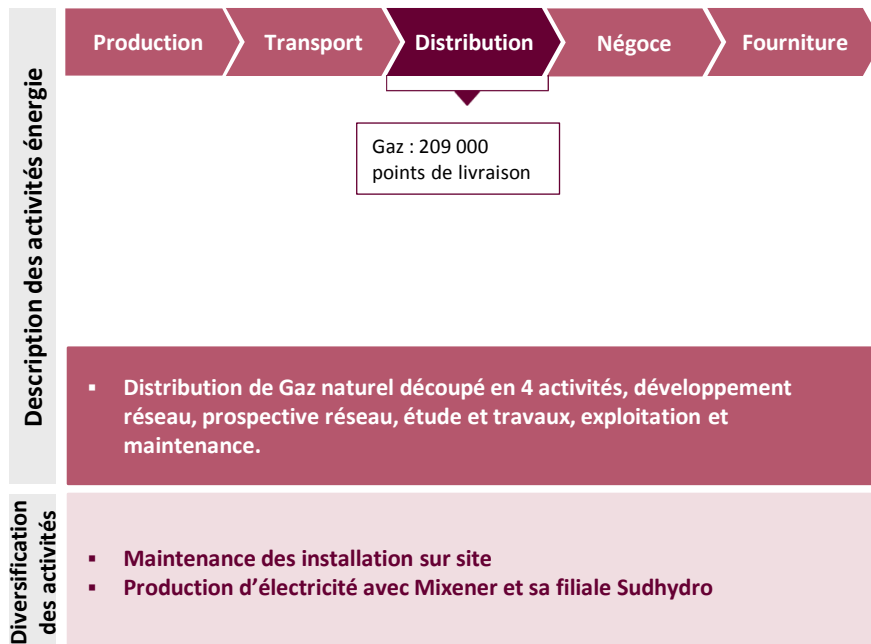 Production
Transport
Distribution
Négoce
Fourniture
Description des activités énergie
Gaz : 209 000
points de livraison
▪ Distribution de Gaz naturel découpé en 4 activités, développement
réseau, prospective réseau, étude et travaux, exploitation et
maintenance.
Diversification
des activités
▪ Maintenance des installation sur site
▪ Production d’électricité avec Mixener et sa filiale Sudhydro